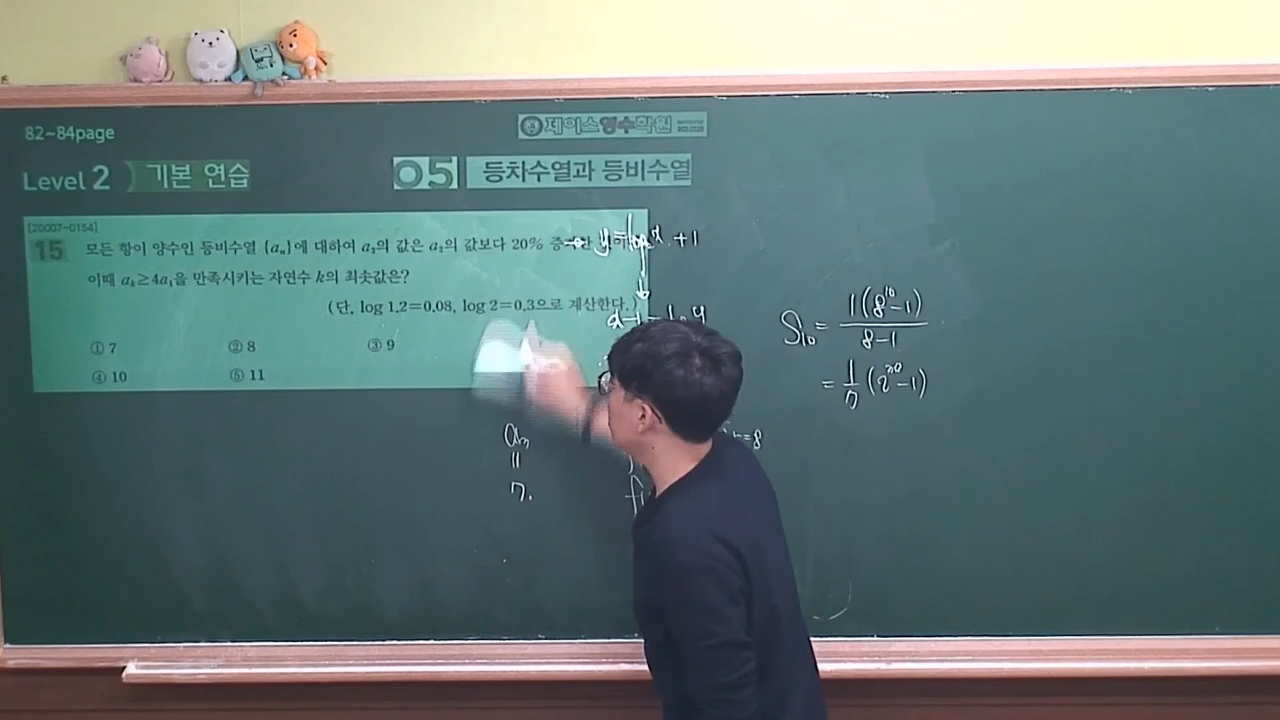 82~84page
제이스영수학원
Level 2 기본 연습
05 등차수열과 등비수열
[20007-0154]
15 모든 항이 양수인 등비수열 {aₙ}에 대하여 a₃의 값은 a₂의 값보다 20%
이때 aₖ≥4a₁을 만족시키는 자연수 k의 최솟값은?
(단, log 1.2=0.08, log 2=0.3으로 계산한다.)
① 7 ② 8 ③ 9
④ 10 ⑤ 11
+1
S₁₀ = 1(8¹⁰-1) / 8-1
= 1/7 (2³⁰-1)
r=8